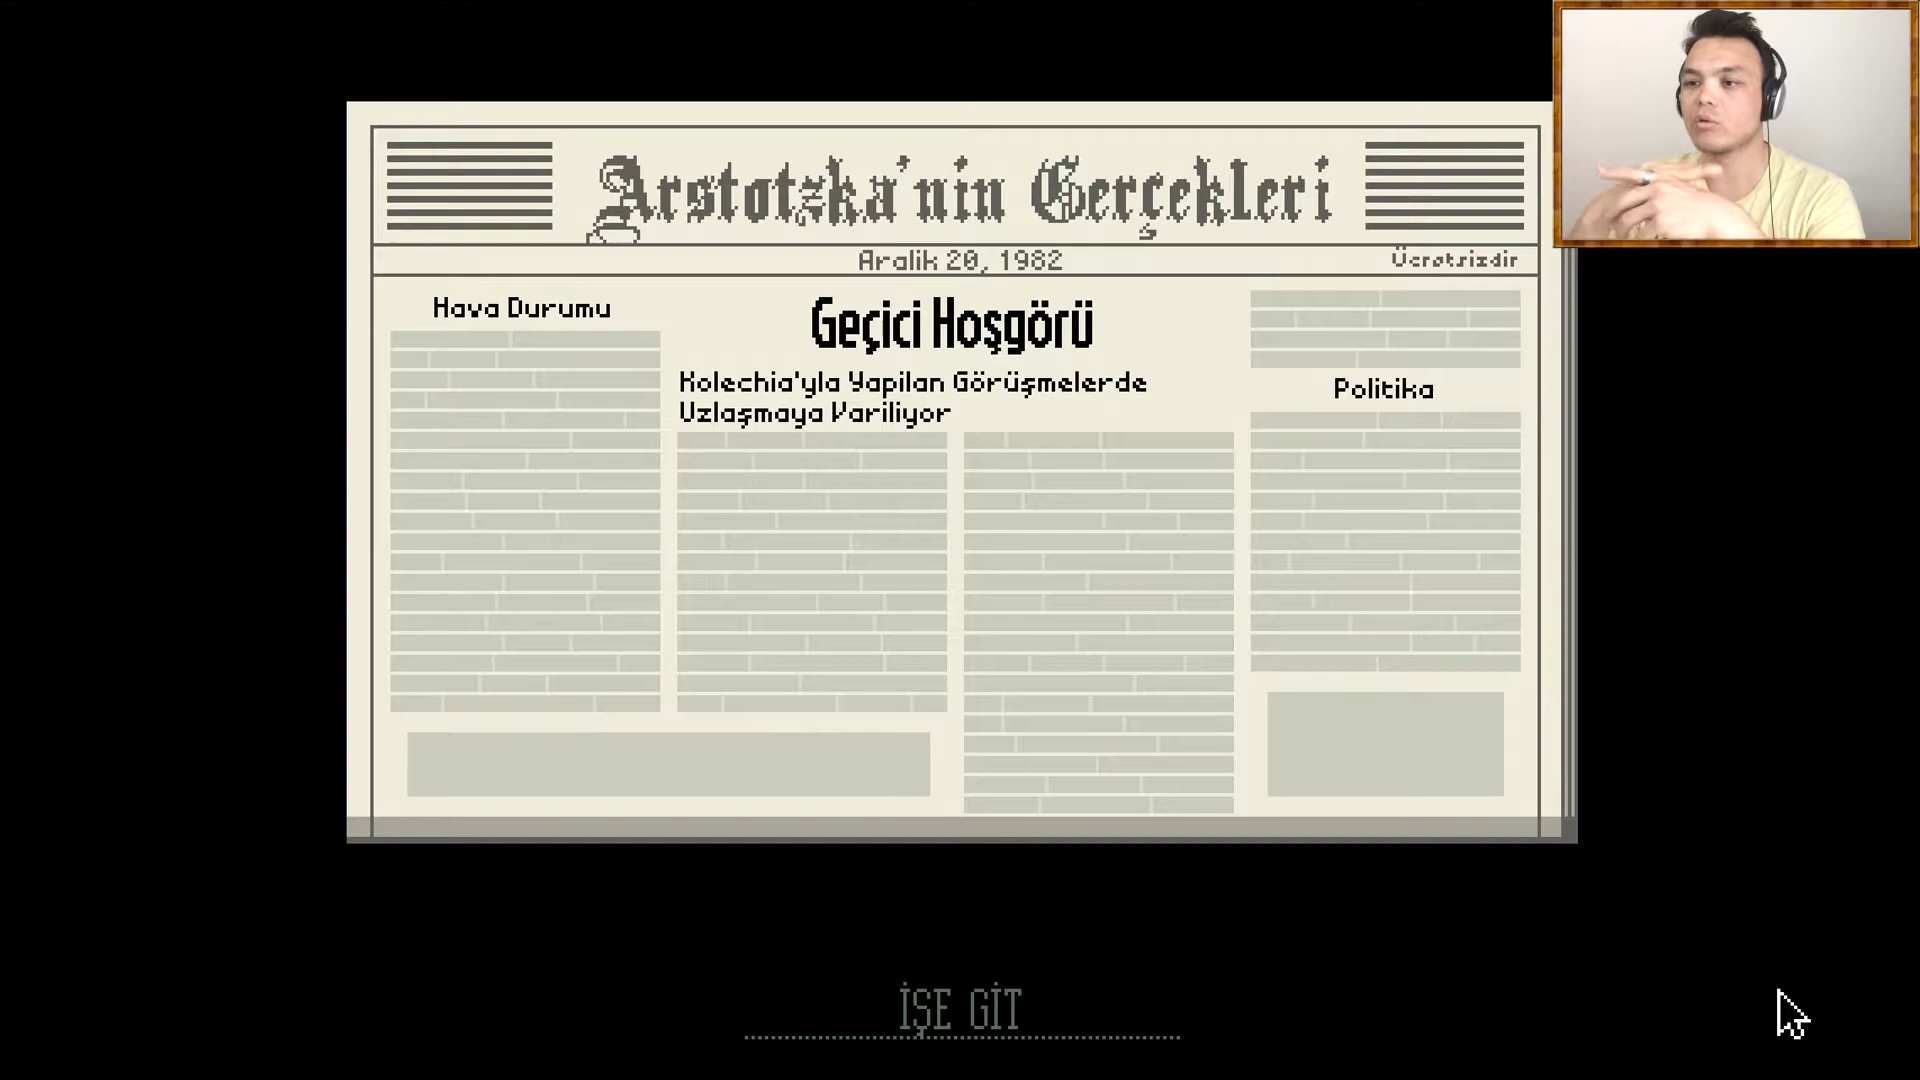 Arstotzka'nin Gerçekleri
Aralik 20, 1982
Ücretsizdir
Hava Durumu
Geçici Hoşgörü
Kolechia'yla Yapilan Görüşmelerde
Uzlaşmaya Variliyor
Politika
İŞE GİT